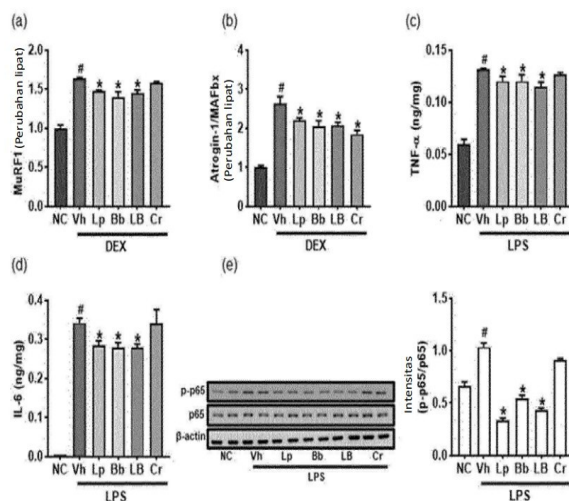 (a)
MuRF1 (Perubahan lipat)
2.0
1.5
1.0
0.5
0.0
NC Vh Lp Bb LB Cr
# * * *
DEX
(b)
Atrogin-1/MAFbx
(Perubahan lipat)
4
3
2
1
0
NC Vh Lp Bb LB Cr
# * * * *
DEX
(c)
TNF-α (ng/mg)
0.15
0.10
0.05
0.00
NC Vh Lp Bb LB Cr
# * * *
LPS
(d)
IL-6 (ng/mg)
0.4
0.3
0.2
0.1
0.0
NC Vh Lp Bb LB Cr
# * * *
LPS
(e)
p-p65
p65
β-actin
NC Vh Lp Bb LB Cr
LPS
Intensitas
(p-p65/p65)
1.5
1.0
0.5
0.0
NC Vh Lp Bb LB Cr
# * * *
LPS